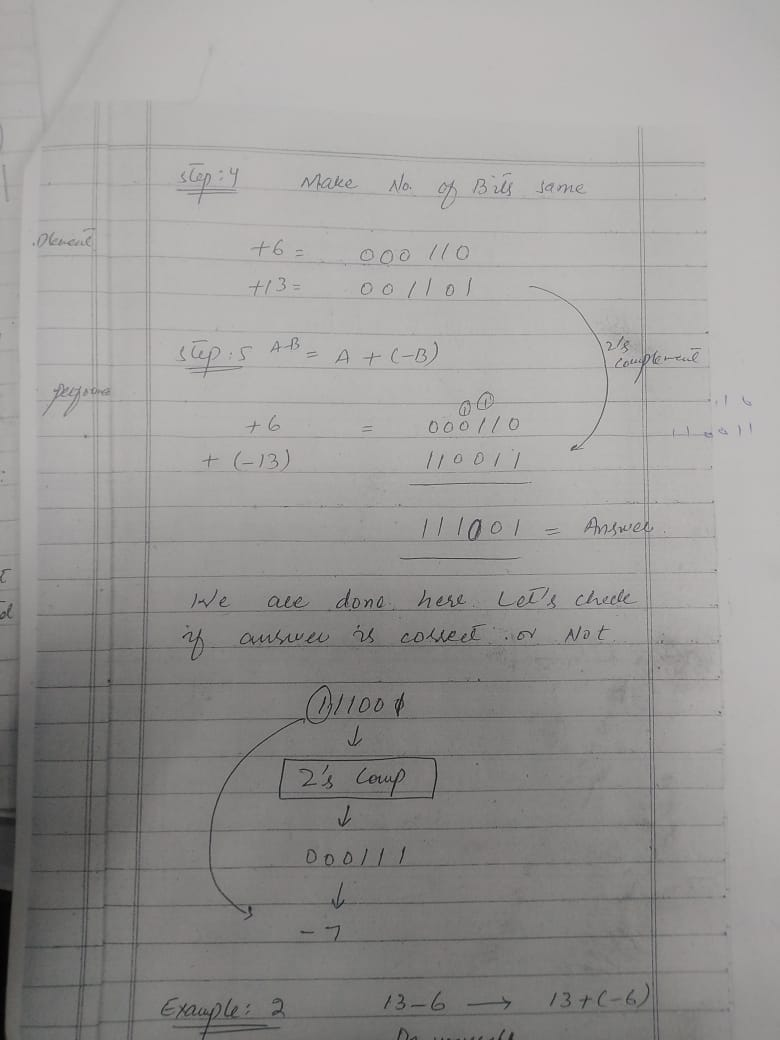 Step:4 Make No. of Bits same
+6 = 000110
+13 = 001101
Step:5 A-B = A + (-B)
2's complement
① ①
+6 = 000110
+ (-13) 110011
111001 = Answer.
We are done here. Let's check
if answer is correct or Not
111001
↓
2's Comp
↓
000111
↓
-7
Example: 2 13-6 → 13+(-6)